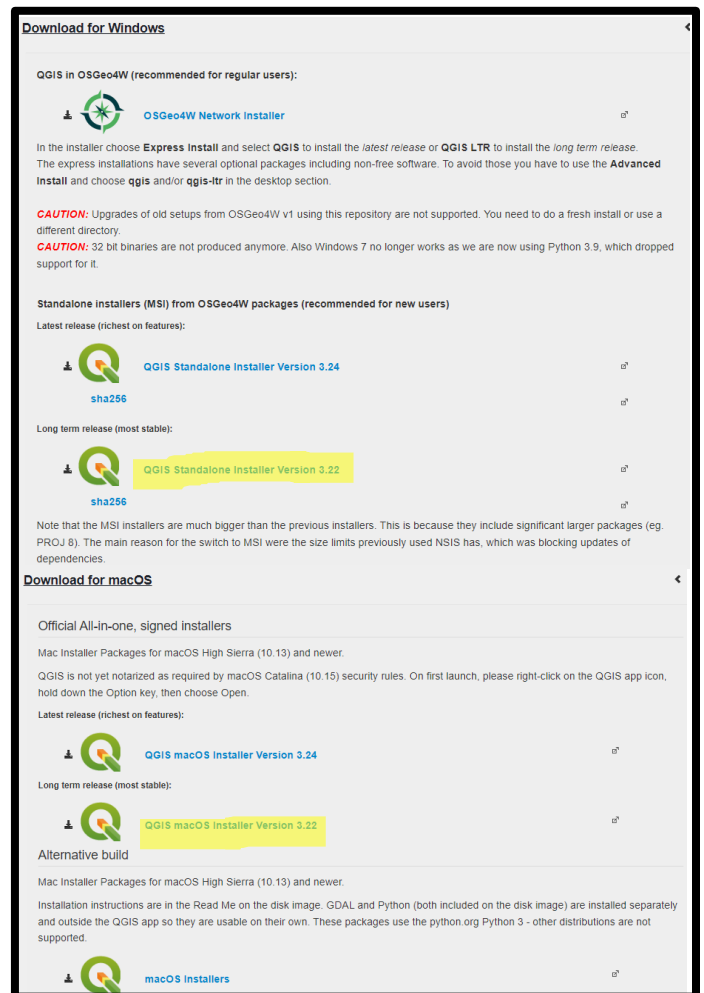 Download for Windows
QGIS in OSGeo4W (recommended for regular users):
OSGeo4W Network Installer
In the installer choose Express Install and select QGIS to install the latest release or QGIS LTR to install the long term release.
The express installations have several optional packages including non-free software. To avoid those you have to use the Advanced
Install and choose qgis and/or qgis-ltr in the desktop section.
CAUTION: Upgrades of old setups from OSGeo4W v1 using this repository are not supported. You need to do a fresh install or use a
different directory.
CAUTION: 32 bit binaries are not produced anymore. Also Windows 7 no longer works as we are now using Python 3.9, which dropped
support for it.
Standalone installers (MSI) from OSGeo4W packages (recommended for new users)
Latest release (richest on features):
QGIS Standalone Installer Version 3.24
sha256
Long term release (most stable):
QGIS Standalone Installer Version 3.22
sha256
Note that the MSI installers are much bigger than the previous installers. This is because they include significant larger packages (eg.
PROJ 8). The main reason for the switch to MSI were the size limits previously used NSIS has, which was blocking updates of
dependencies.
Download for macOS
Official All-in-one, signed installers
Mac Installer Packages for macOS High Sierra (10.13) and newer.
QGIS is not yet notarized as required by macOS Catalina (10.15) security rules. On first launch, please right-click on the QGIS app icon,
hold down the Option key, then choose Open.
Latest release (richest on features):
QGIS macOS Installer Version 3.24
Long term release (most stable):
QGIS macOS Installer Version 3.22
Alternative build
Mac Installer Packages for macOS High Sierra (10.13) and newer.
Installation instructions are in the Read Me on the disk image. GDAL and Python (both included on the disk image) are installed separately
and outside the QGIS app so they are usable on their own. These packages use the python.org Python 3 - other distributions are not
supported.
macOS Installers